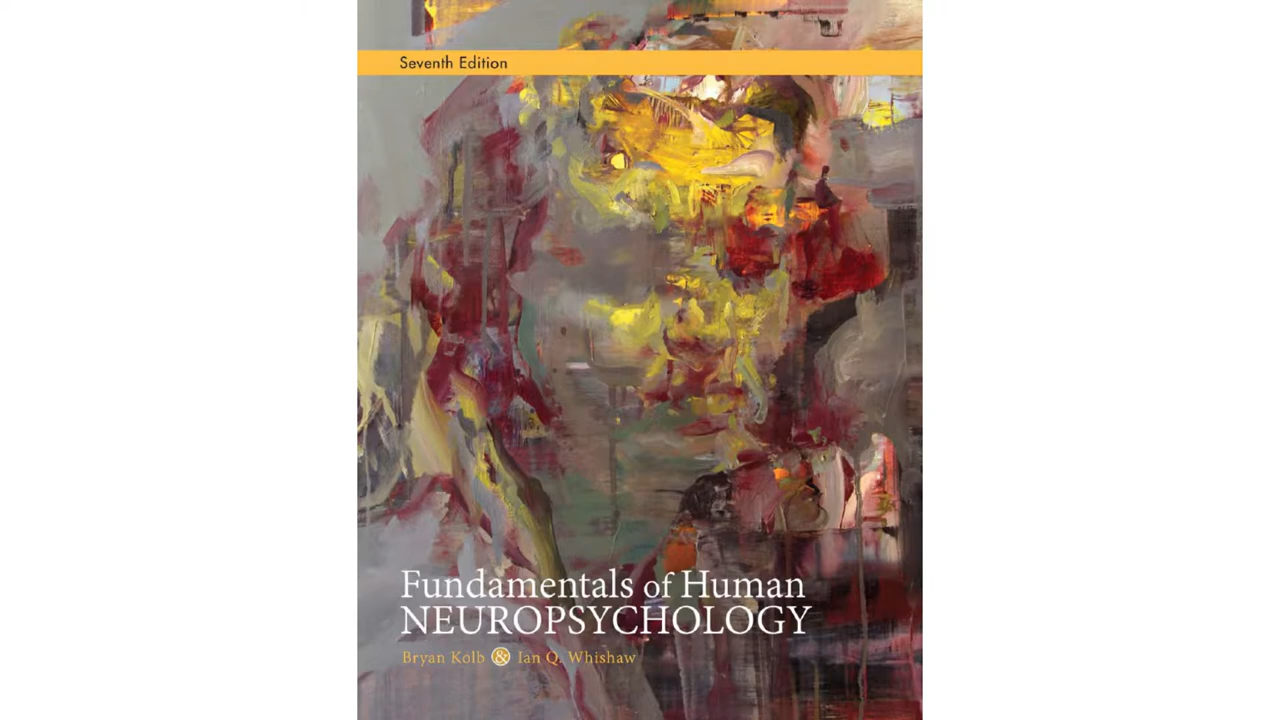 Seventh Edition
Fundamentals of Human
NEUROPSYCHOLOGY
Bryan Kolb & Ian Q. Whishaw